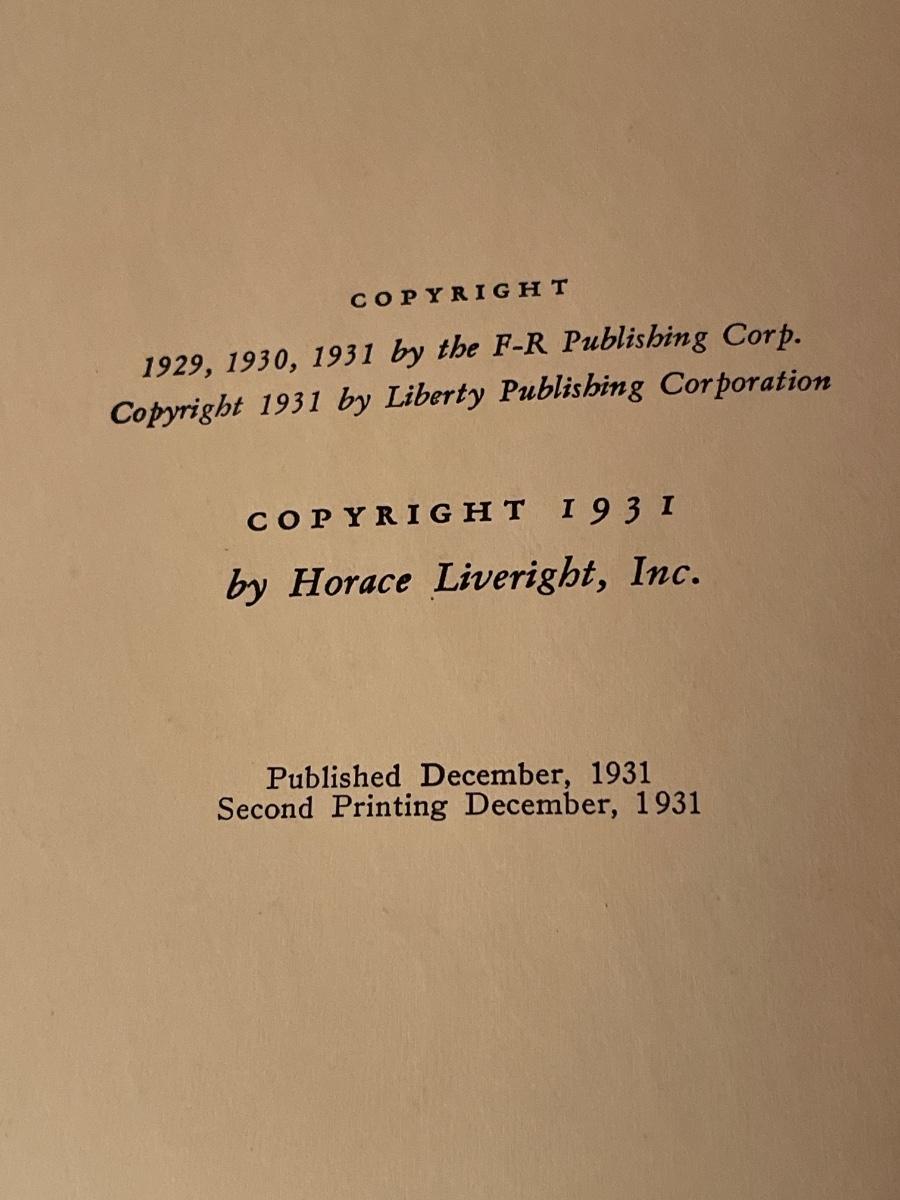 COPYRIGHT
1929, 1930, 1931 by the F-R Publishing Corp.
Copyright 1931 by Liberty Publishing Corporation
COPYRIGHT 1931
by Horace Liveright, Inc.
Published December, 1931
Second Printing December, 1931